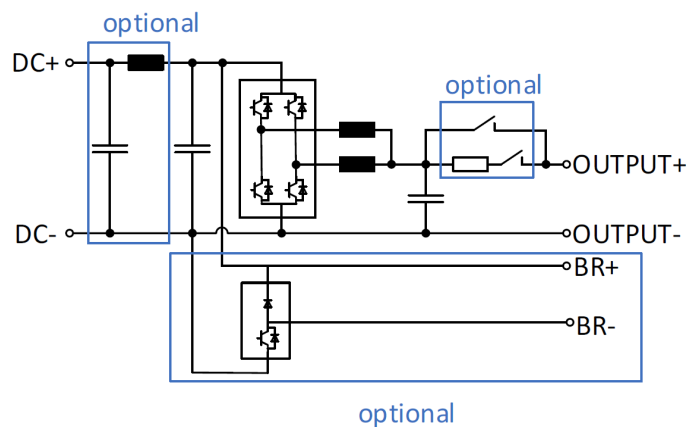 optional
DC+
optional
OUTPUT+
DC-
OUTPUT-
BR+
BR-
optional